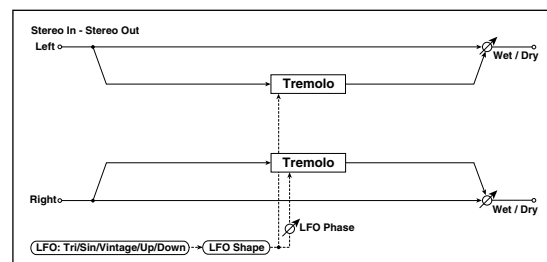 Stereo In - Stereo Out
Left
Wet / Dry
Tremolo
Tremolo
Right
Wet / Dry
LFO Phase
LFO: Tri/Sin/Vintage/Up/Down
LFO Shape